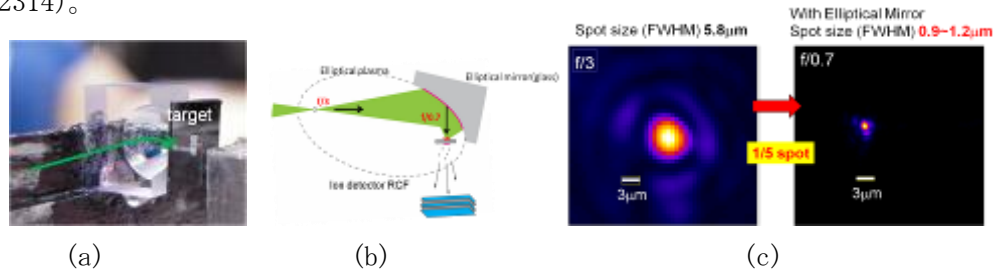 2314)。
With Elliptical Mirror
Spot size (FWHM) 5.8μm
Spot size (FWHM) 0.9~1.2μm
target
Elliptical plasma
Elliptical mirror(glass)
f/3
f/0.7
Ion detector RCF
f/3
f/0.7
1/5 spot
3μm
3μm
(a)
(b)
(c)